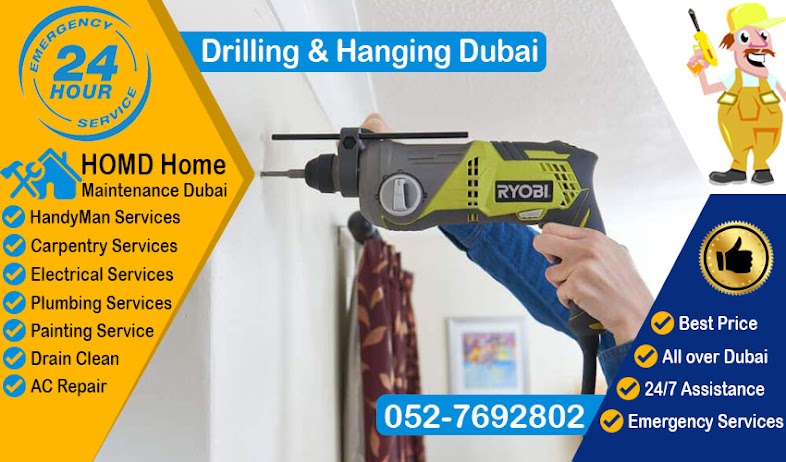 EMERGENCY
24
HOUR
SERVICE
HOMD Home
Maintenance Dubai
HandyMan Services
Carpentry Services
Electrical Services
Plumbing Services
Painting Service
Drain Clean
AC Repair
Drilling & Hanging Dubai
RYOBI
052-7692802
Best Price
All over Dubai
24/7 Assistance
Emergency Services